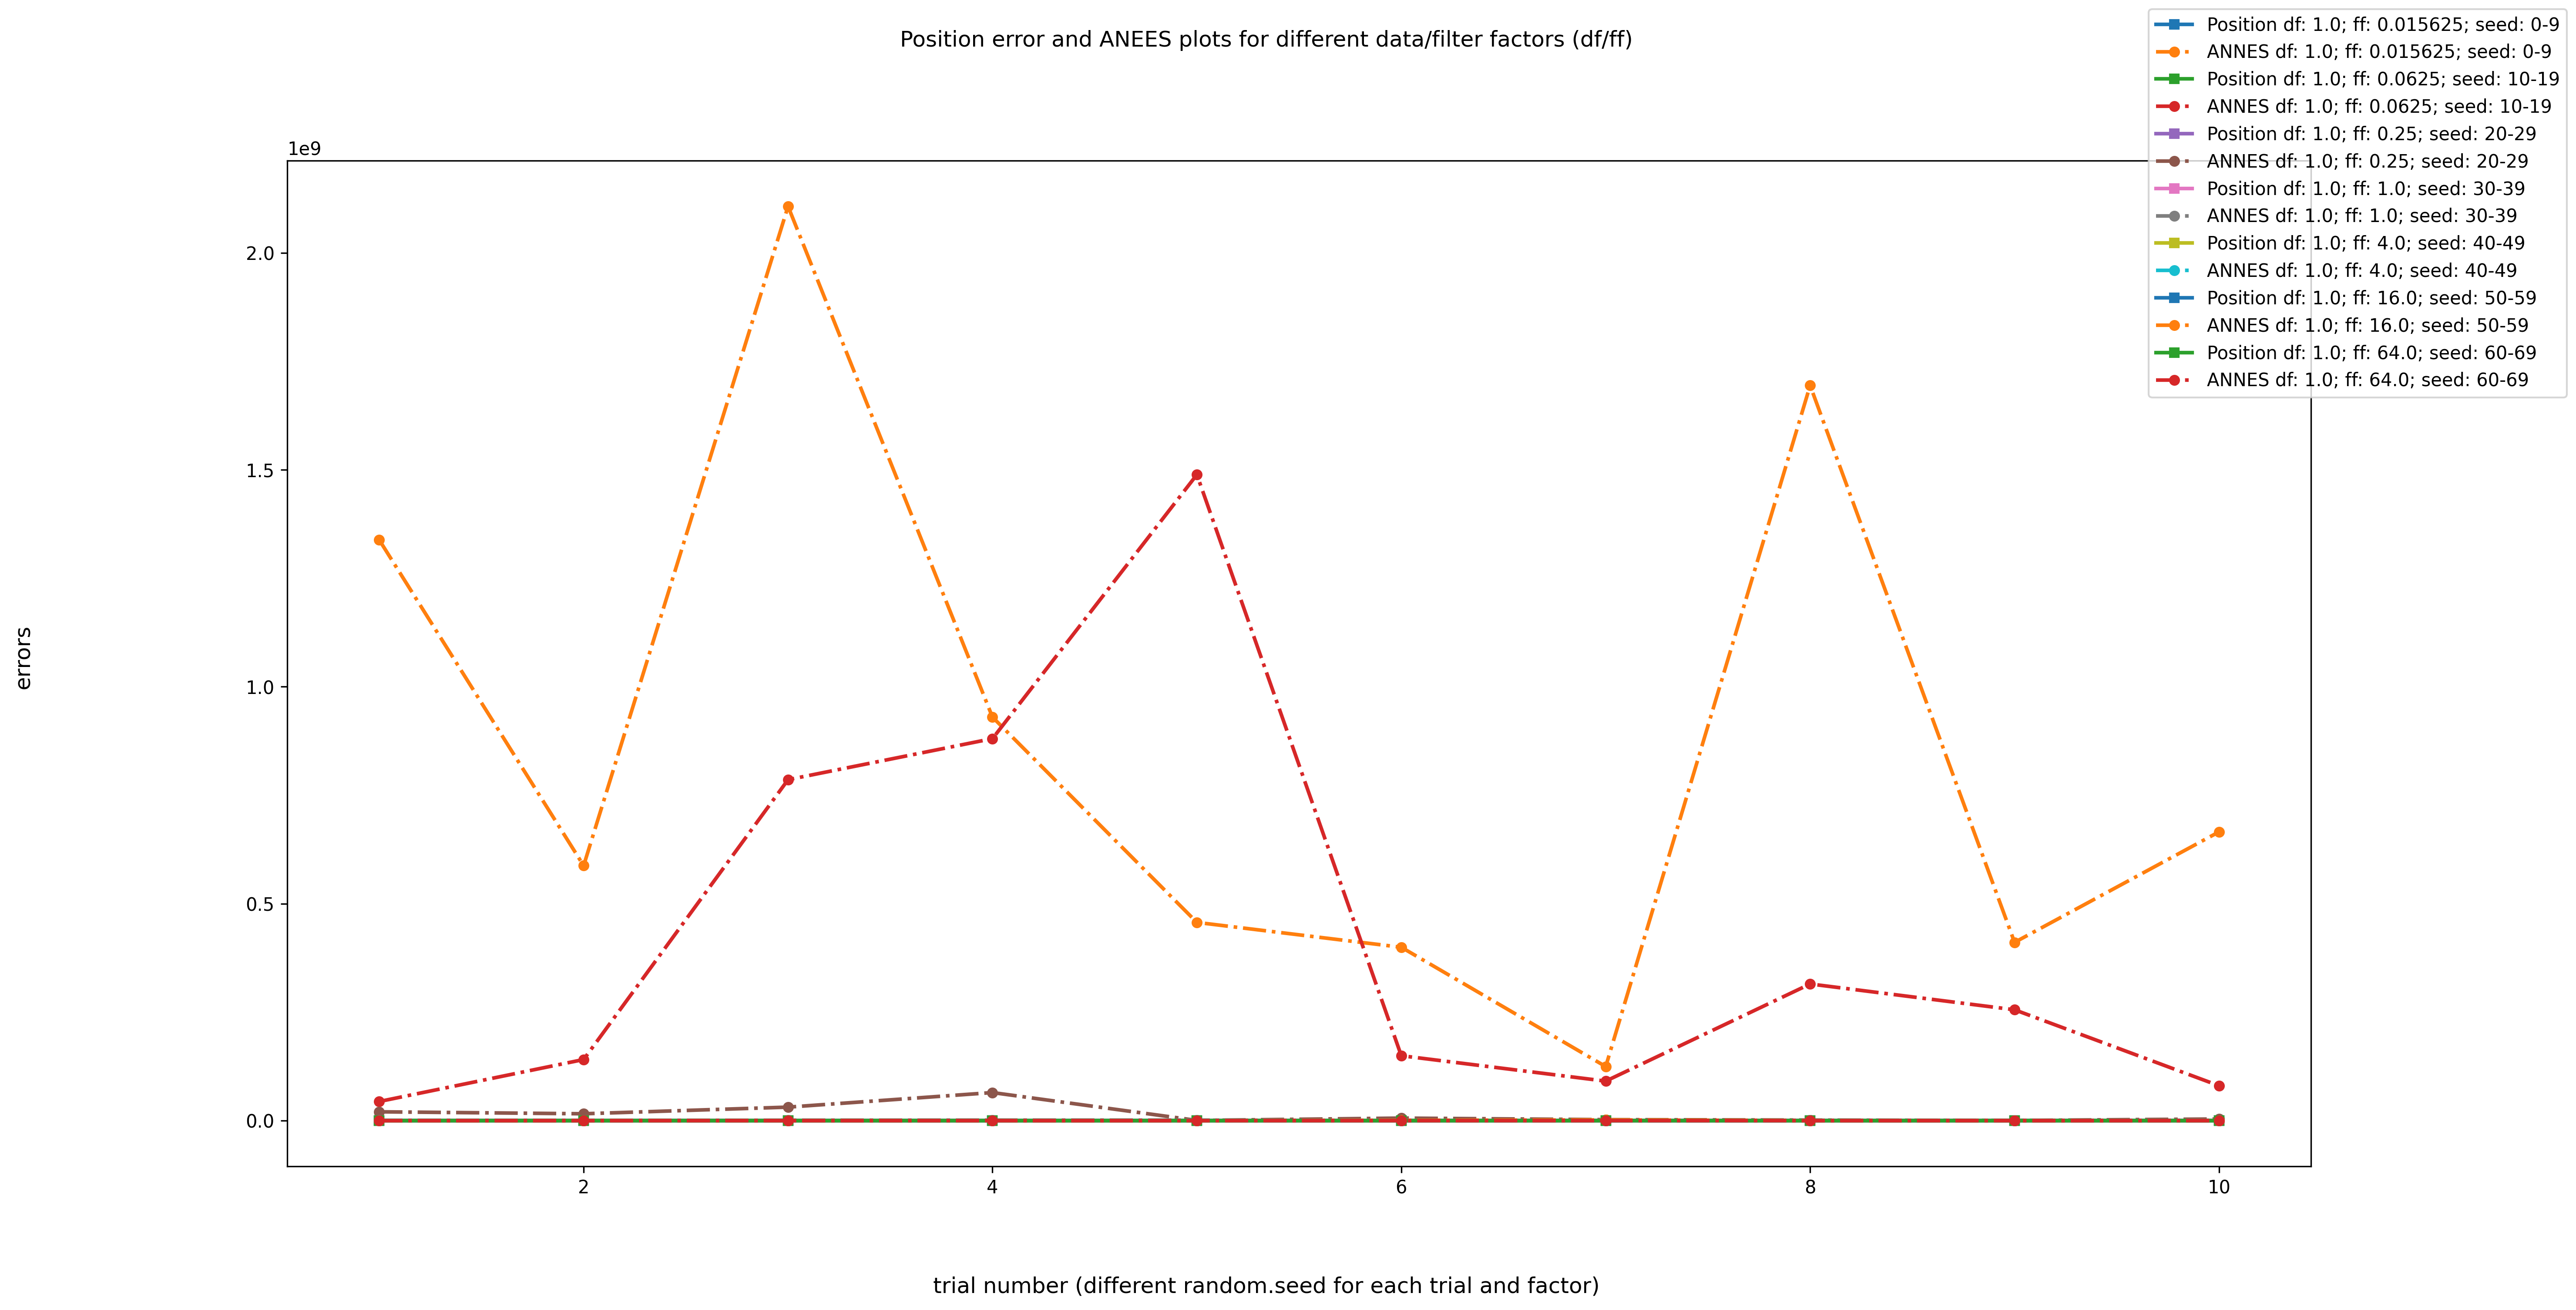 Position error and ANEES plots for different data/filter factors (df/ff)
Position df: 1.0; ff: 0.015625; seed: 0-9
ANNES df: 1.0; ff: 0.015625; seed: 0-9
Position df: 1.0; ff: 0.0625; seed: 10-19
ANNES df: 1.0; ff: 0.0625; seed: 10-19
Position df: 1.0; ff: 0.25; seed: 20-29
ANNES df: 1.0; ff: 0.25; seed: 20-29
Position df: 1.0; ff: 1.0; seed: 30-39
ANNES df: 1.0; ff: 1.0; seed: 30-39
Position df: 1.0; ff: 4.0; seed: 40-49
ANNES df: 1.0; ff: 4.0; seed: 40-49
Position df: 1.0; ff: 16.0; seed: 50-59
ANNES df: 1.0; ff: 16.0; seed: 50-59
Position df: 1.0; ff: 64.0; seed: 60-69
ANNES df: 1.0; ff: 64.0; seed: 60-69
1e9
2.0
1.5
1.0
0.5
0.0
errors
2 4 6 8 10
trial number (different random.seed for each trial and factor)